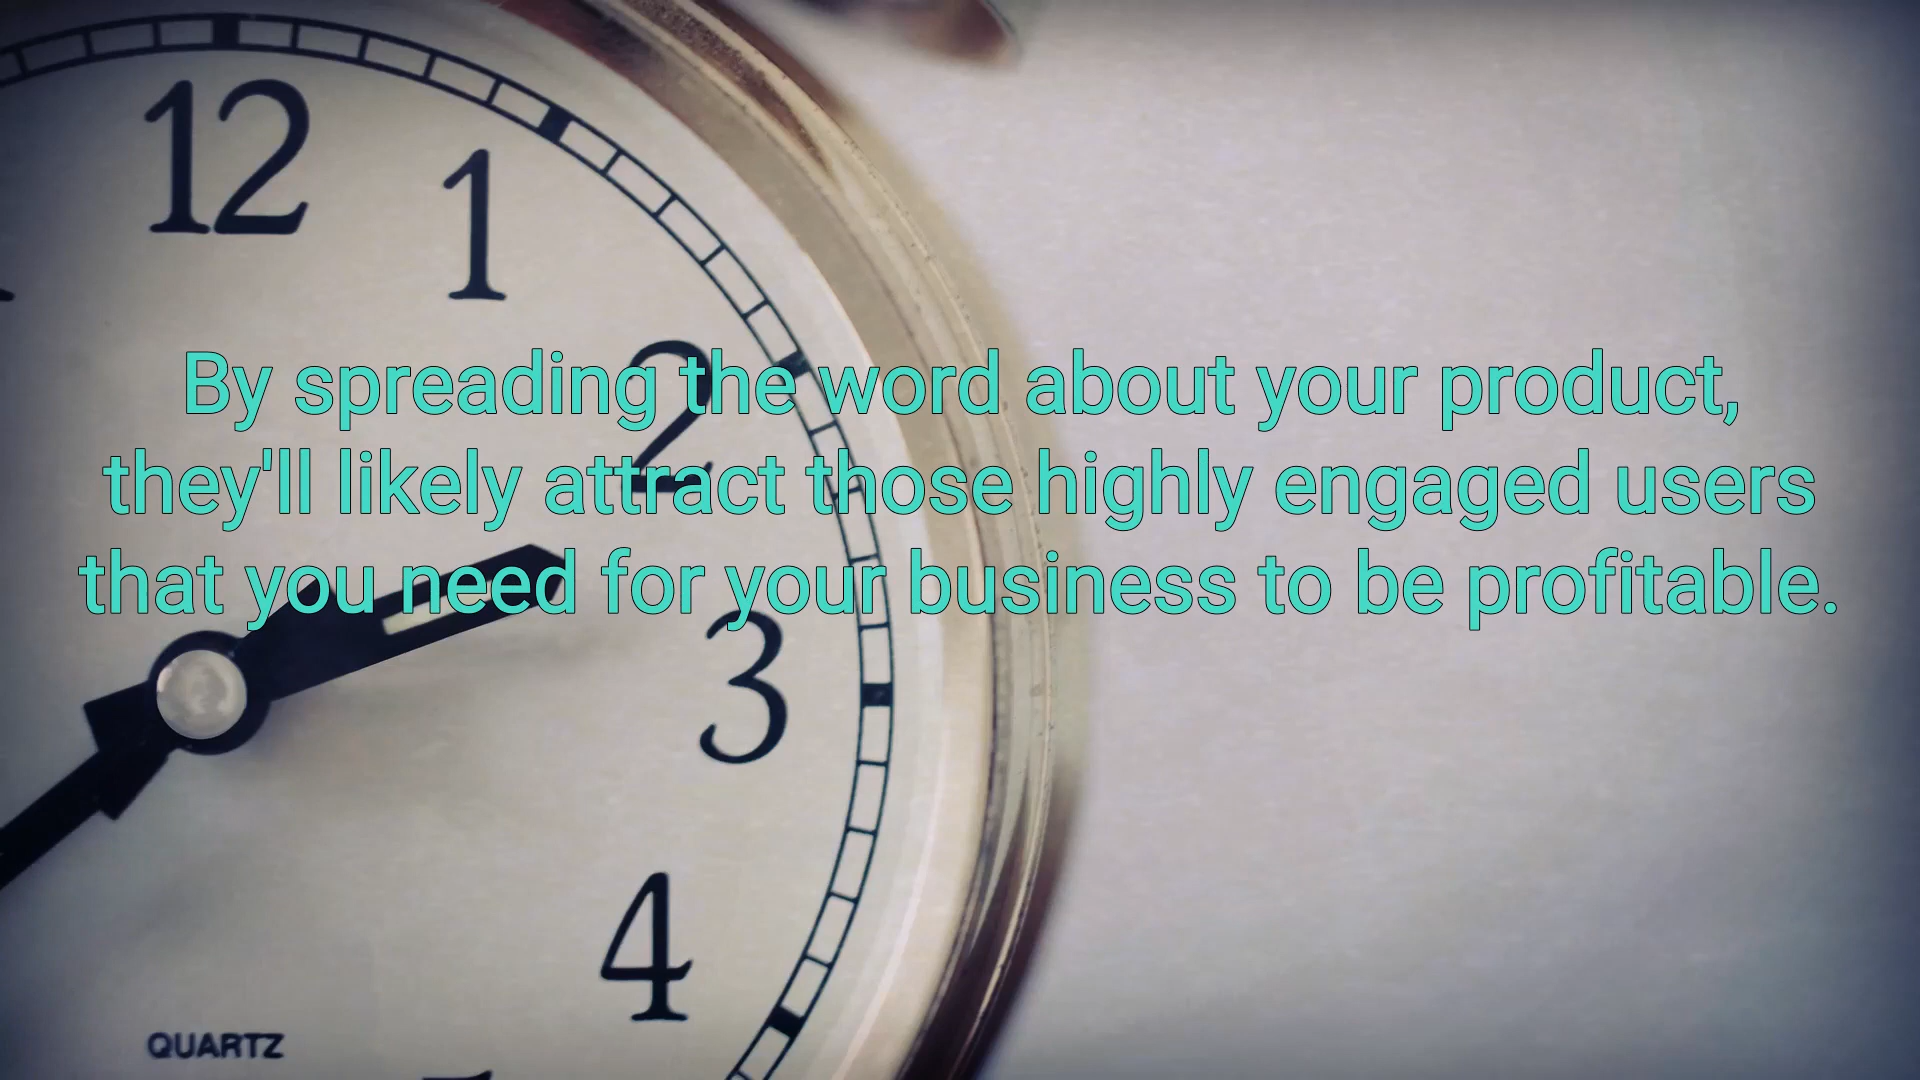 12
1
2
By spreading the word about your product,
they'll likely attract those highly engaged users
that you need for your business to be profitable.
3
4
QUARTZ